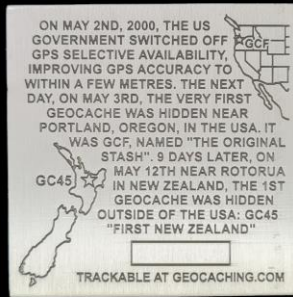 ON MAY 2ND, 2000, THE US
GOVERNMENT SWITCHED OFF
GPS SELECTIVE AVAILABILITY,
IMPROVING GPS ACCURACY TO
WITHIN A FEW METRES. THE NEXT
DAY, ON MAY 3RD, THE VERY FIRST
GEOCACHE WAS HIDDEN NEAR
PORTLAND, OREGON, IN THE USA. IT
WAS GCF, NAMED "THE ORIGINAL
STASH". 9 DAYS LATER, ON
MAY 12TH NEAR ROTORUA
IN NEW ZEALAND, THE 1ST
GEOCACHE WAS HIDDEN
OUTSIDE OF THE USA: GC45
"FIRST NEW ZEALAND"
GCF
GC45
TRACKABLE AT GEOCACHING.COM